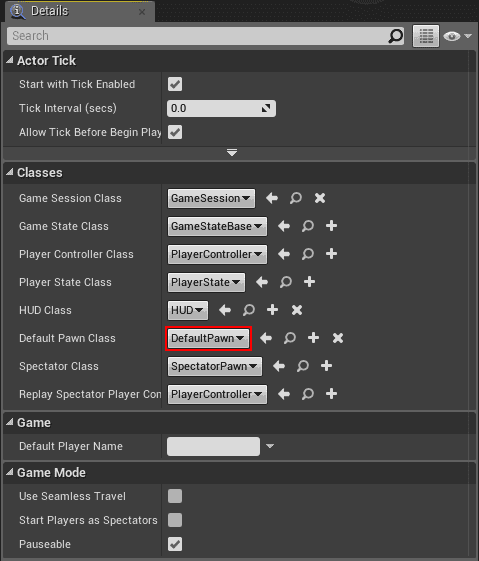 Details
Search
Actor Tick
Start with Tick Enabled
Tick Interval (secs) 0.0
Allow Tick Before Begin Play
Classes
Game Session Class GameSession
Game State Class GameStateBase
Player Controller Class PlayerController
Player State Class PlayerState
HUD Class HUD
Default Pawn Class DefaultPawn
Spectator Class SpectatorPawn
Replay Spectator Player Con PlayerController
Game
Default Player Name
Game Mode
Use Seamless Travel
Start Players as Spectators
Pauseable